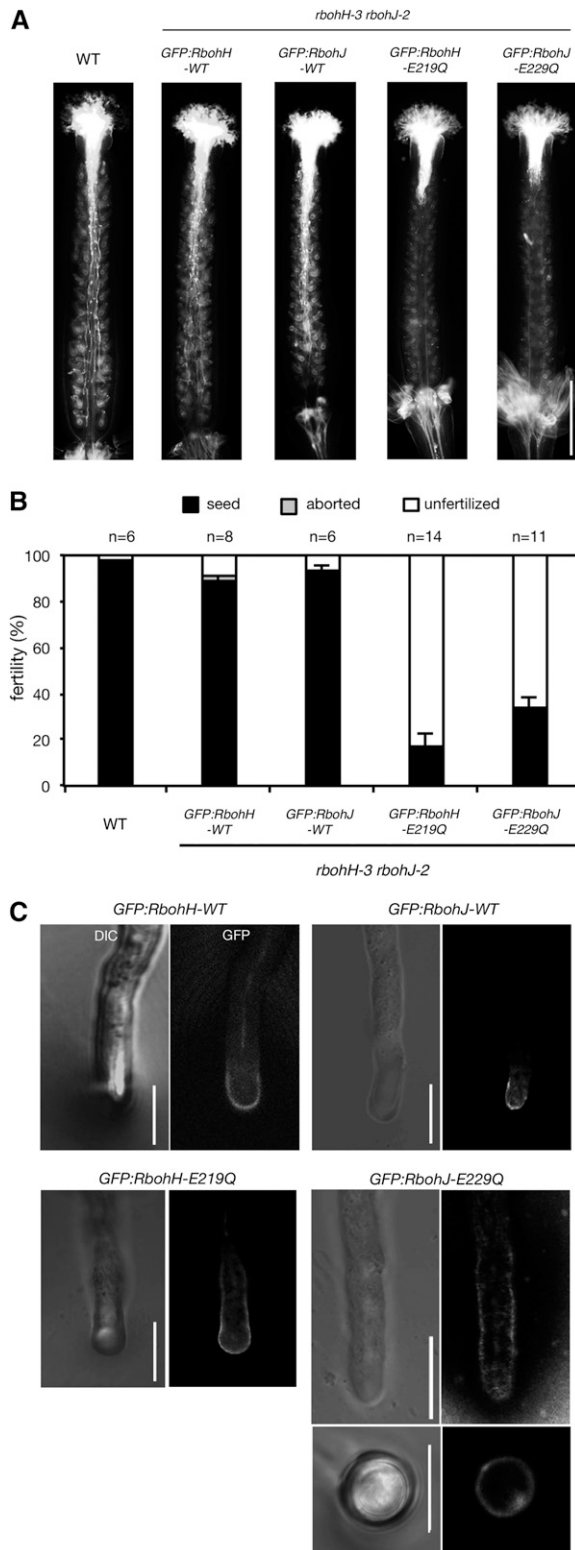 A
rbohH-3 rbohJ-2
WT
GFP:RbohH
-WT
GFP:RbohJ
-WT
GFP:RbohH
-E219Q
GFP:RbohJ
-E229Q
B
seed
aborted
unfertilized
n=6
n=8
n=6
n=14
n=11
fertility (%)
100
80
60
40
20
0
WT
GFP:RbohH
-WT
GFP:RbohJ
-WT
GFP:RbohH
-E219Q
GFP:RbohJ
-E229Q
rbohH-3 rbohJ-2
C
GFP:RbohH-WT
GFP:RbohJ-WT
DIC
GFP
GFP:RbohH-E219Q
GFP:RbohJ-E229Q